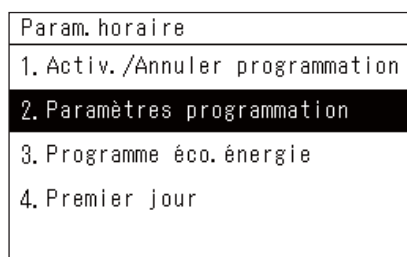 Param.horaire
1.Activ./Annuler programmation
2.Paramètres programmation
3.Programme éco.énergie
4.Premier jour